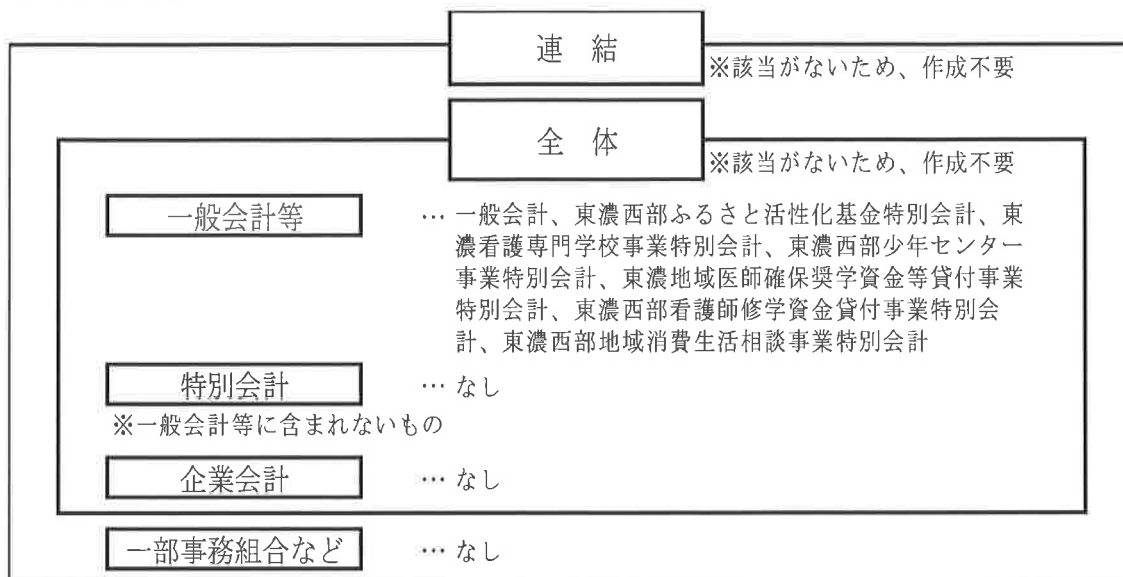 連　結
※該当がないため、作成不要
全　体
※該当がないため、作成不要
一般会計等
… 一般会計、東濃西部ふるさと活性化基金特別会計、東
濃看護専門学校事業特別会計、東濃西部少年センター
事業特別会計、東濃地域医師確保奨学資金等貸付事業
特別会計、東濃西部看護師修学資金貸付事業特別会
計、東濃西部地域消費生活相談事業特別会計
特別会計
… なし
※一般会計等に含まれないもの
企業会計
… なし
一部事務組合など
… なし